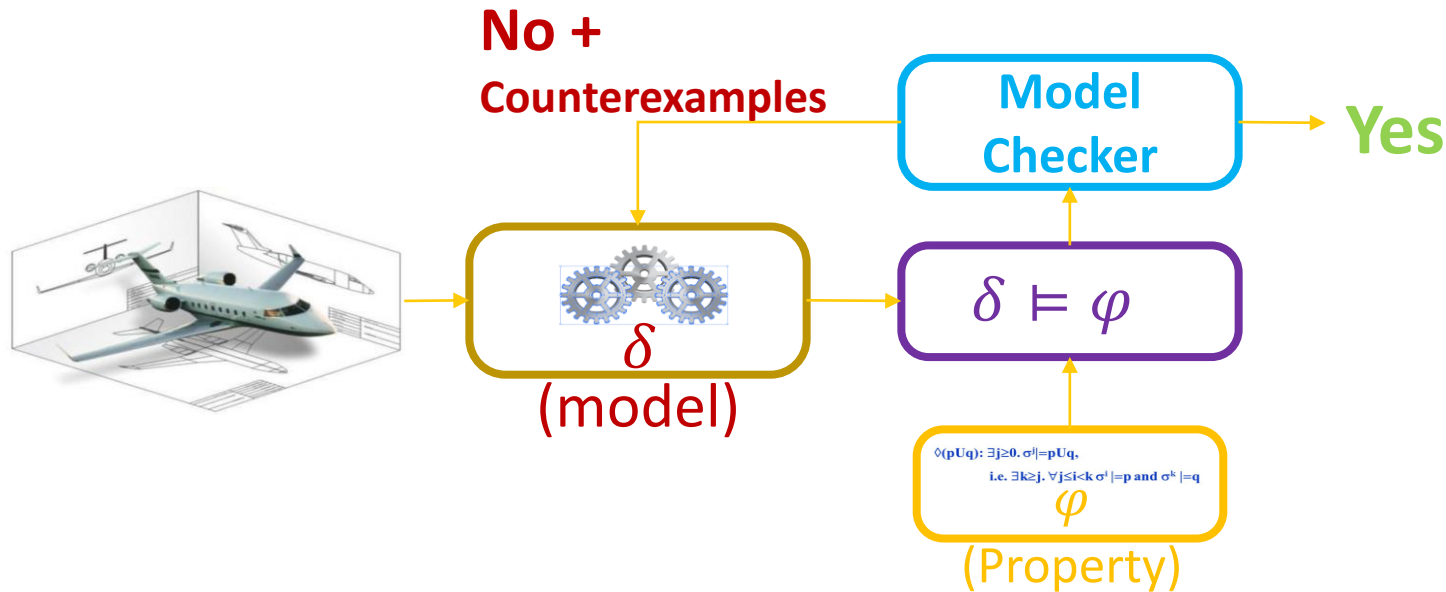 No +
Counterexamples
Model
Checker
Yes
δ
(model)
δ ⊨ φ
◊(pUq): ∃j≥0. σʲ|=pUq,
i.e. ∃k≥j. ∀j≤i<k σⁱ |=p and σᵏ |=q
φ
(Property)